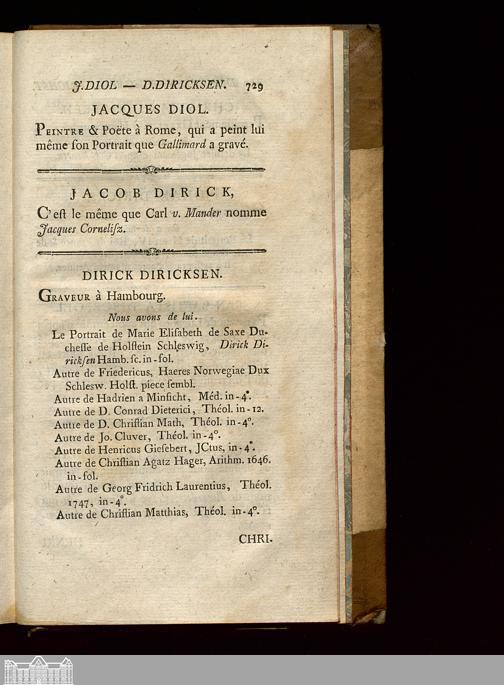 J.DIOL — D.DIRICKSEN. 729
JACQUES DIOL.
PEINTRE & Poëte à Rome, qui a peint lui
même ſon Portrait que Gallimard a gravé.
JACOB DIRICK,
C'eſt le même que Carl v. Mander nomme
Jacques Corneliſz.
DIRICK DIRICKSEN.
GRAVEUR à Hambourg.
Nous avons de lui.
Le Portrait de Marie Eliſabeth de Saxe Du-
cheſſe de Holſtein Schleswig, Dirick Di-
rickſen Hamb. ſc. in-fol.
Autre de Friedericus, Haeres Norwegiae Dux
Schlesw. Holſt. piece ſembl.
Autre de Hadrien a Minſicht, Méd. in-4°.
Autre de D. Conrad Dieterici, Théol. in-12.
Autre de D. Chriſtian Math, Théol. in-4°.
Autre de Jo. Cluver, Théol. in-4°.
Autre de Henricus Gieſebert, JCtus, in-4°.
Autre de Chriſtian Agatz Hager, Arithm. 1646.
in-fol.
Autre de Georg Fridrich Laurentius, Théol.
1747, in-4°.
Autre de Chriſtian Matthias, Théol. in-4°.
CHRI.